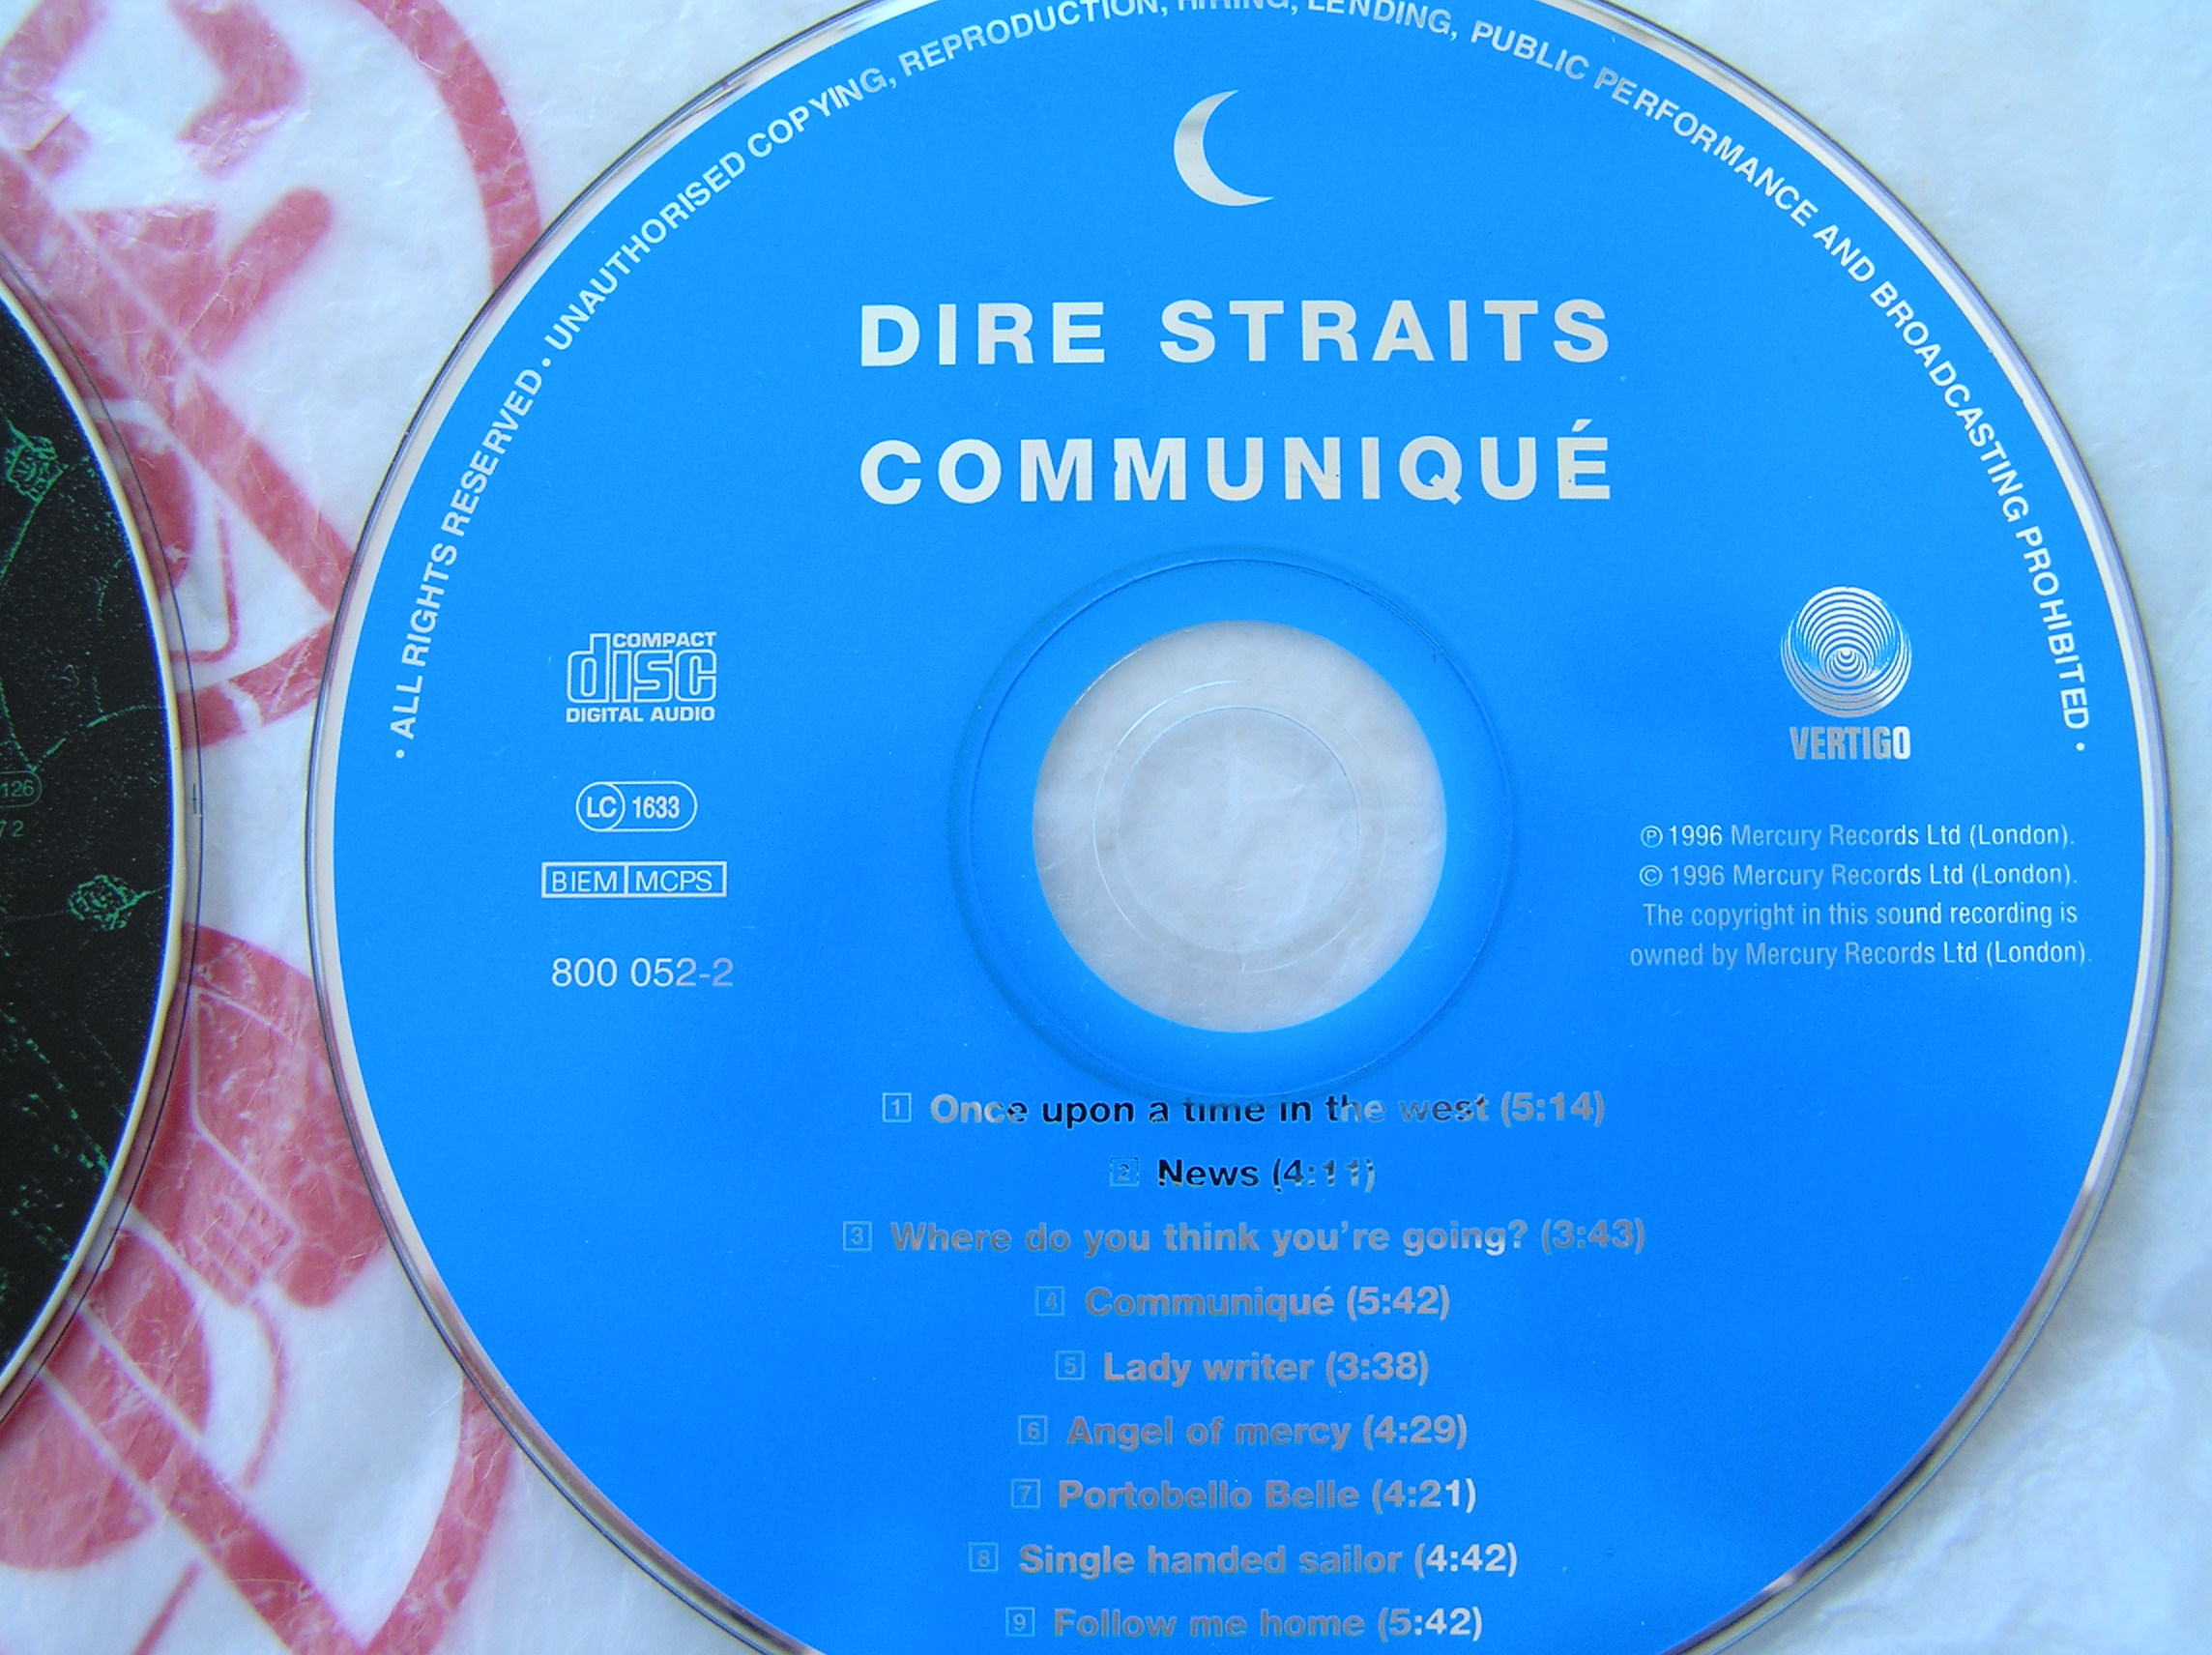 • ALL RIGHTS RESERVED • UNAUTHORISED COPYING, REPRODUCTION, HIRING, LENDING, PUBLIC PERFORMANCE AND BROADCASTING PROHIBITED •
DIRE STRAITS
COMMUNIQUÉ
COMPACT
disc
DIGITAL AUDIO
VERTIGO
LC 1633
BIEM MCPS
800 052-2
℗ 1996 Mercury Records Ltd (London).
© 1996 Mercury Records Ltd (London).
The copyright in this sound recording is
owned by Mercury Records Ltd (London).
1 Once upon a time in the west (5:14)
2 News (4:11)
3 Where do you think you're going? (3:43)
4 Communiqué (5:42)
5 Lady writer (3:38)
6 Angel of mercy (4:29)
7 Portobello Belle (4:21)
8 Single handed sailor (4:42)
9 Follow me home (5:42)
126